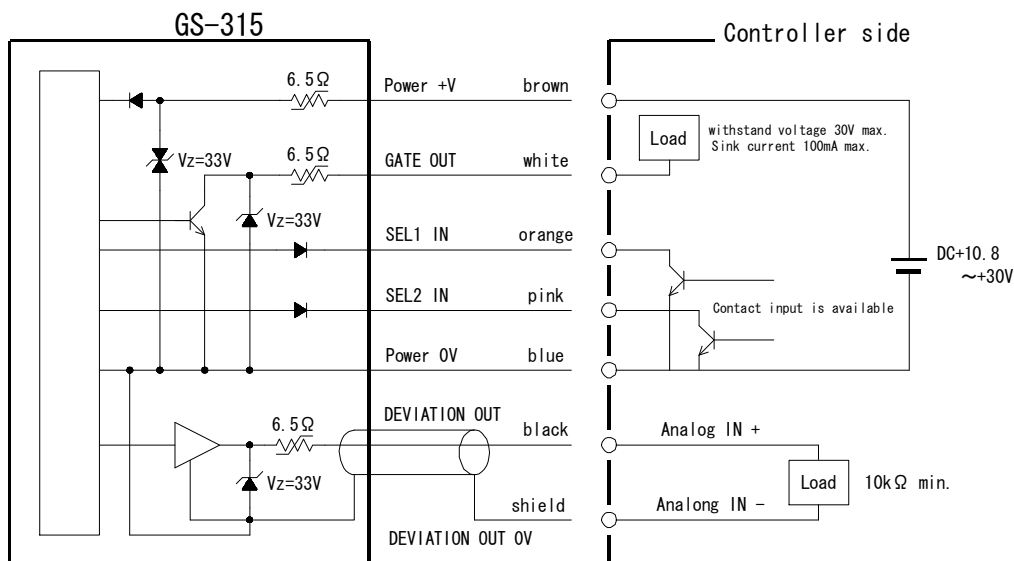 GS-315
Controller side
6.5Ω
Power +V
brown
Load
withstand voltage 30V max.
Sink current 100mA max.
Vz=33V
6.5Ω
GATE OUT
white
Vz=33V
SEL1 IN
orange
DC+10.8
～+30V
SEL2 IN
pink
Contact input is available
Power 0V
blue
DEVIATION OUT
6.5Ω
black
Analog IN +
Vz=33V
Load
10kΩ min.
shield
Analong IN -
DEVIATION OUT 0V